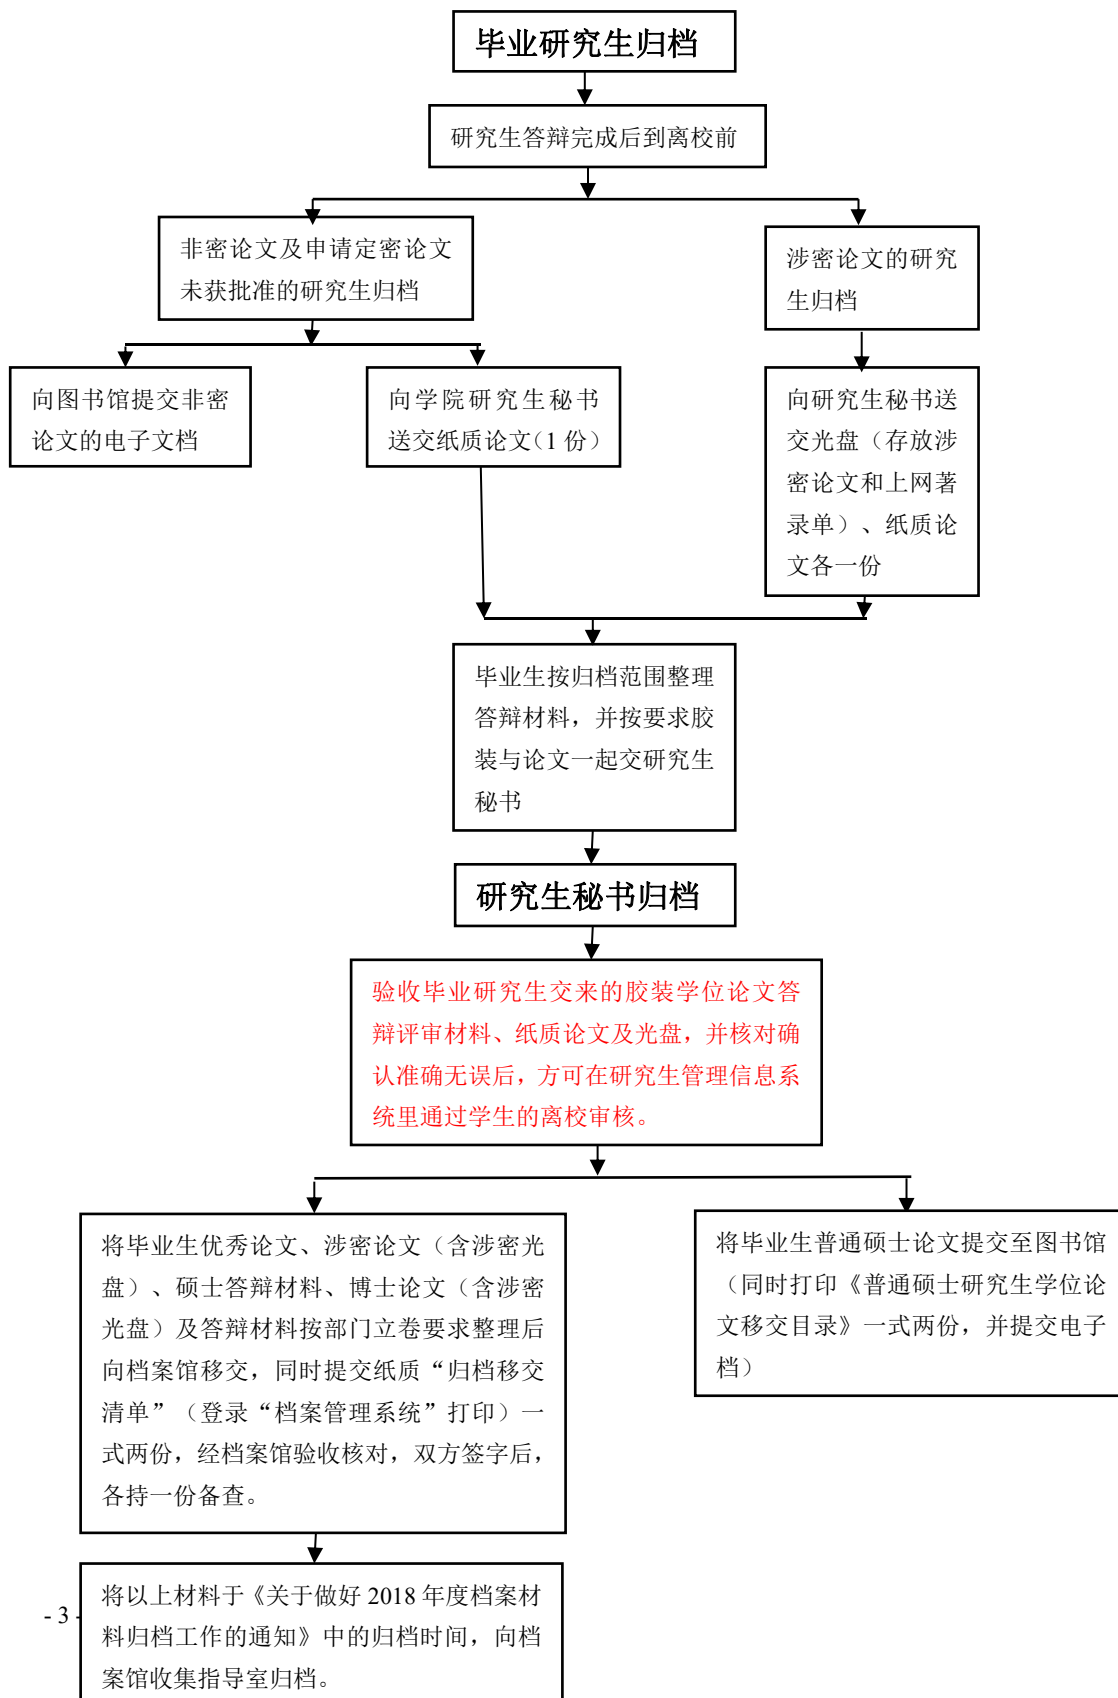 毕业研究生归档
研究生答辩完成后到离校前
非密论文及申请定密论文
未获批准的研究生归档
涉密论文的研究
生归档
向图书馆提交非密
论文的电子文档
向学院研究生秘书
送交纸质论文（1 份）
向研究生秘书送
交光盘（存放涉
密论文和上网著
录单）、纸质论
文各一份
毕业生按归档范围整理
答辩材料，并按要求胶
装与论文一起交研究生
秘书
研究生秘书归档
验收毕业研究生交来的胶装学位论文答
辩评审材料、纸质论文及光盘，并核对确
认准确无误后，方可在研究生管理信息系
统里通过学生的离校审核。
将毕业生优秀论文、涉密论文（含涉密光
盘）、硕士答辩材料、博士论文（含涉密
光盘）及答辩材料按部门立卷要求整理后
向档案馆移交，同时提交纸质“归档移交
清单”（登录“档案管理系统”打印）一
式两份，经档案馆验收核对，双方签字后，
各持一份备查。
将毕业生普通硕士论文提交至图书馆
（同时打印《普通硕士研究生学位论
文移交目录》一式两份，并提交电子
档）
将以上材料于《关于做好 2018 年度档案材
料归档工作的通知》中的归档时间，向档
案馆收集指导室归档。
- 3 -